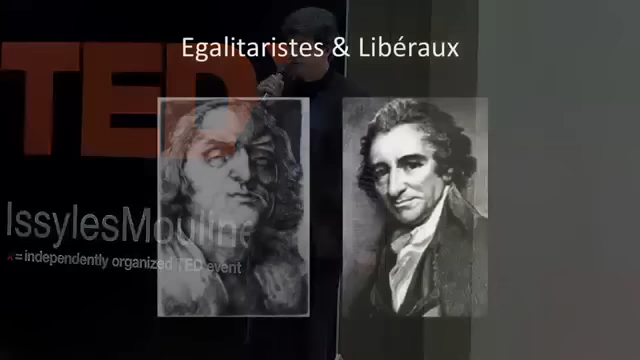 Egalitaristes & Libéraux
TED
IssylesMouline
x=independently organized TED event